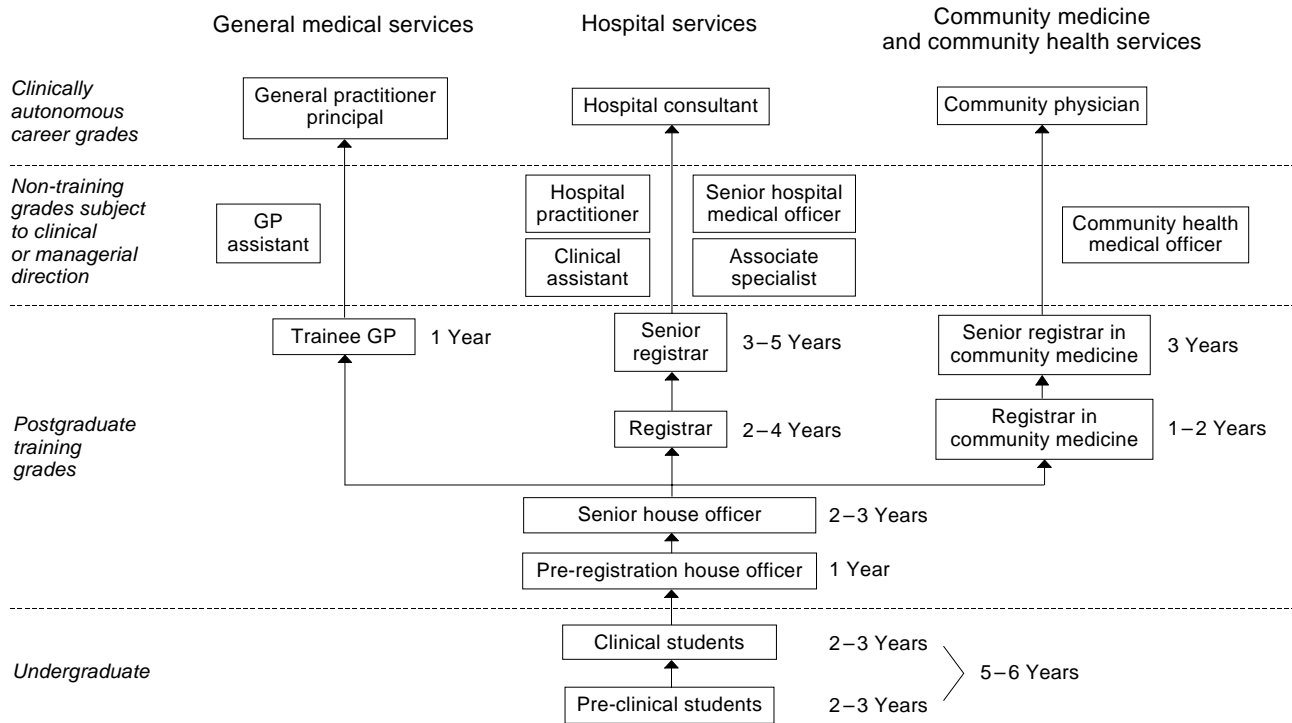 General medical services
Hospital services
Community medicine
and community health services
Clinically
autonomous
career grades
General practitioner
principal
Hospital consultant
Community physician
Non-training
grades subject
to clinical
or managerial
direction
GP
assistant
Hospital
practitioner
Senior hospital
medical officer
Clinical
assistant
Associate
specialist
Community health
medical officer
Postgraduate
training
grades
Trainee GP
1 Year
Senior
registrar
3–5 Years
Senior registrar in
community medicine
3 Years
Registrar
2–4 Years
Registrar in
community medicine
1–2 Years
Senior house officer
2–3 Years
Pre-registration house officer
1 Year
Undergraduate
Clinical students
2–3 Years
5–6 Years
Pre-clinical students
2–3 Years